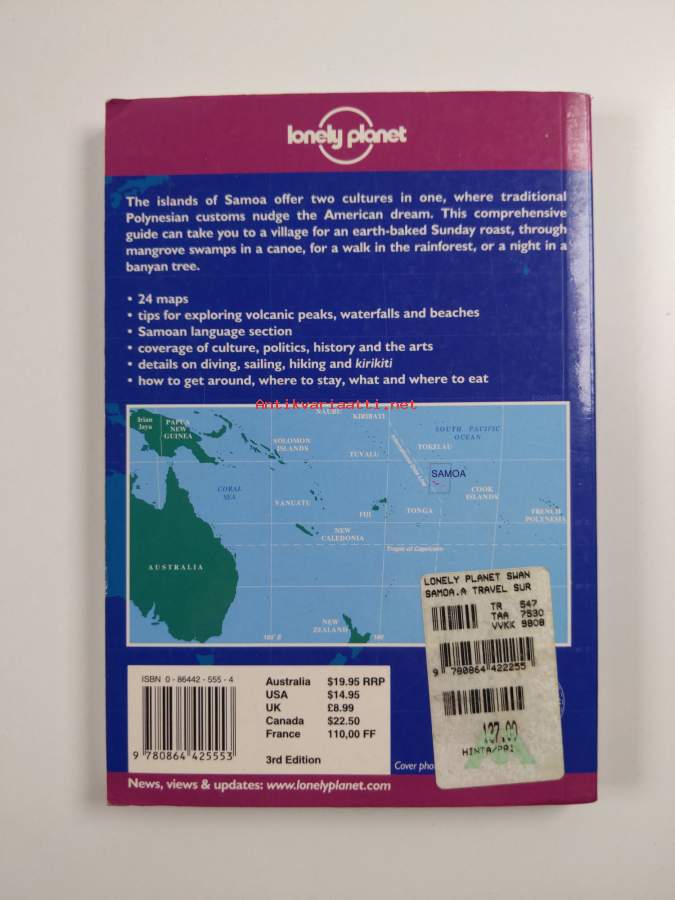 lonely planet
The islands of Samoa offer two cultures in one, where traditional
Polynesian customs nudge the American dream. This comprehensive
guide can take you to a village for an earth-baked Sunday roast, through
mangrove swamps in a canoe, for a walk in the rainforest, or a night in a
banyan tree.
• 24 maps
• tips for exploring volcanic peaks, waterfalls and beaches
• Samoan language section
• coverage of culture, politics, history and the arts
• details on diving, sailing, hiking and kirikiti
• how to get around, where to stay, what and where to eat
Antikvariaatti.net
Irian
Jaya
PAPUA
NEW
GUINEA
NAURU
KIRIBATI
SOLOMON
ISLANDS
TUVALU
International Date Line
SOUTH PACIFIC
OCEAN
TOKELAU
SAMOA
CORAL
SEA
VANUATU
FIJI
TONGA
COOK
ISLANDS
FRENCH
POLYNESIA
NEW
CALEDONIA
Tropic of Capricorn
AUSTRALIA
NEW
ZEALAND
160° E
180
LONELY PLANET SWAN
SAMOA.A TRAVEL SUR
TR 547
TAA 7530
VVKK 9808
9 780864 422255
137,00
HINTA/PRI
ISBN 0 - 86442 - 555 - 4
9 780864 425553
Australia $19.95 RRP
USA $14.95
UK £8.99
Canada $22.50
France 110,00 FF
3rd Edition
Cover pho
News, views & updates: www.lonelyplanet.com